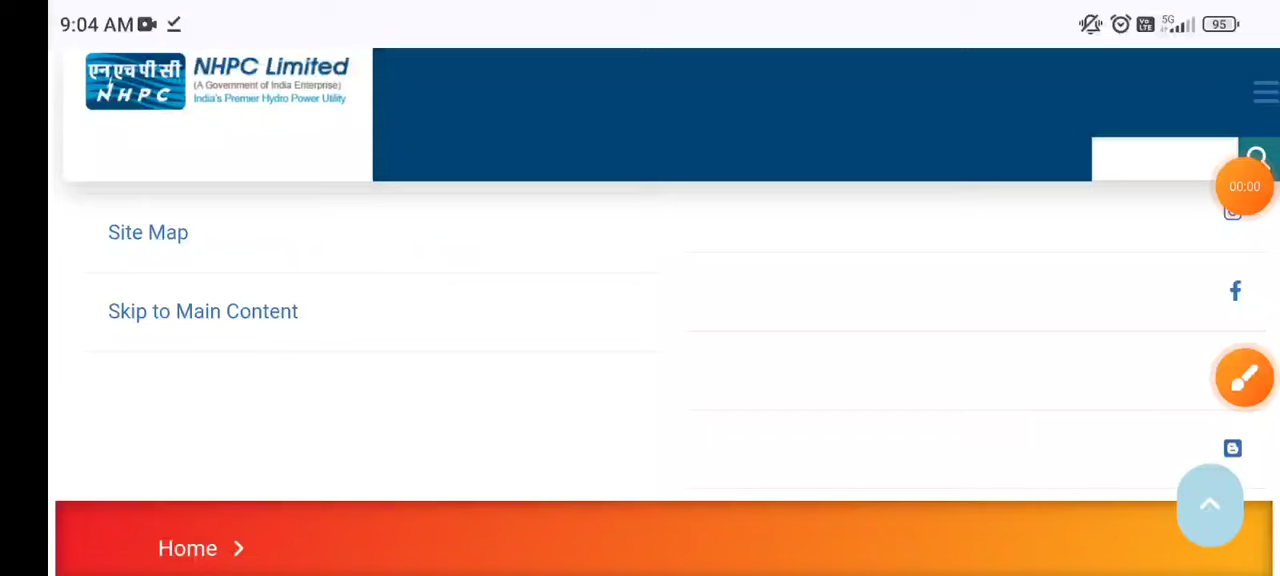 9:04 AM
5G
95
एन एच पी सी
NHPC
NHPC Limited
(A Government of India Enterprise)
India's Premier Hydro Power Utility
00:00
Site Map
Skip to Main Content
Home